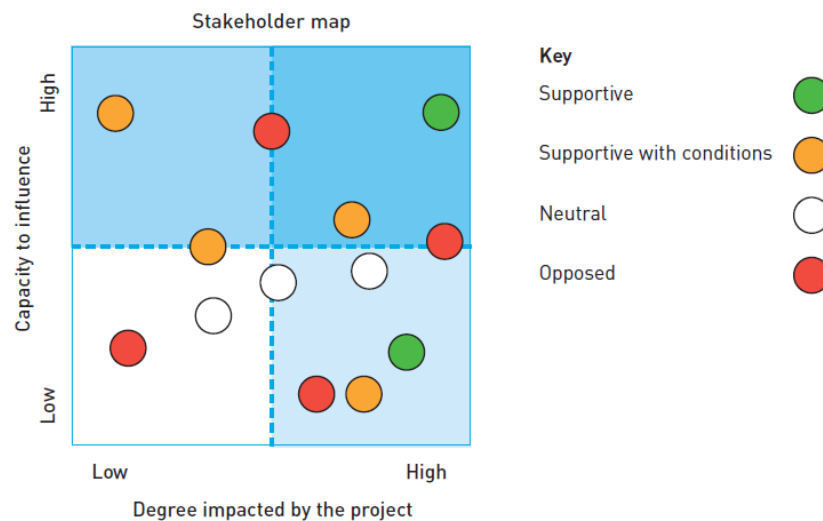 Stakeholder map
High
Capacity to influence
Low
Low
High
Degree impacted by the project
Key
Supportive
Supportive with conditions
Neutral
Opposed